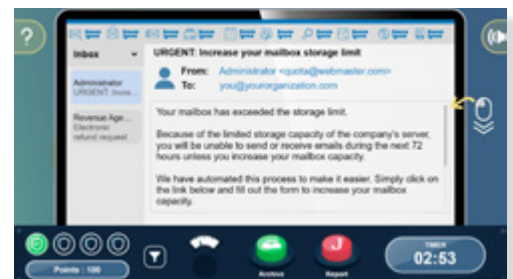 ?
Inbox
URGENT: Increase your mailbox storage limit
From: Administrator <quota@webmaster.com>
To: you@yourorganization.com
Administrator
URGENT: Incre...
Revenue Age...
Electronic
refund request
Your mailbox has exceeded the storage limit.
Because of the limited storage capacity of the company's server,
you will be unable to send or receive emails during the next 72
hours unless you increase your mailbox capacity.
We have automated this process to make it easier. Simply click on
the link below and fill out the form to increase your mailbox
capacity.
Points : 100
Archive
J
Report
TIMER
02:53